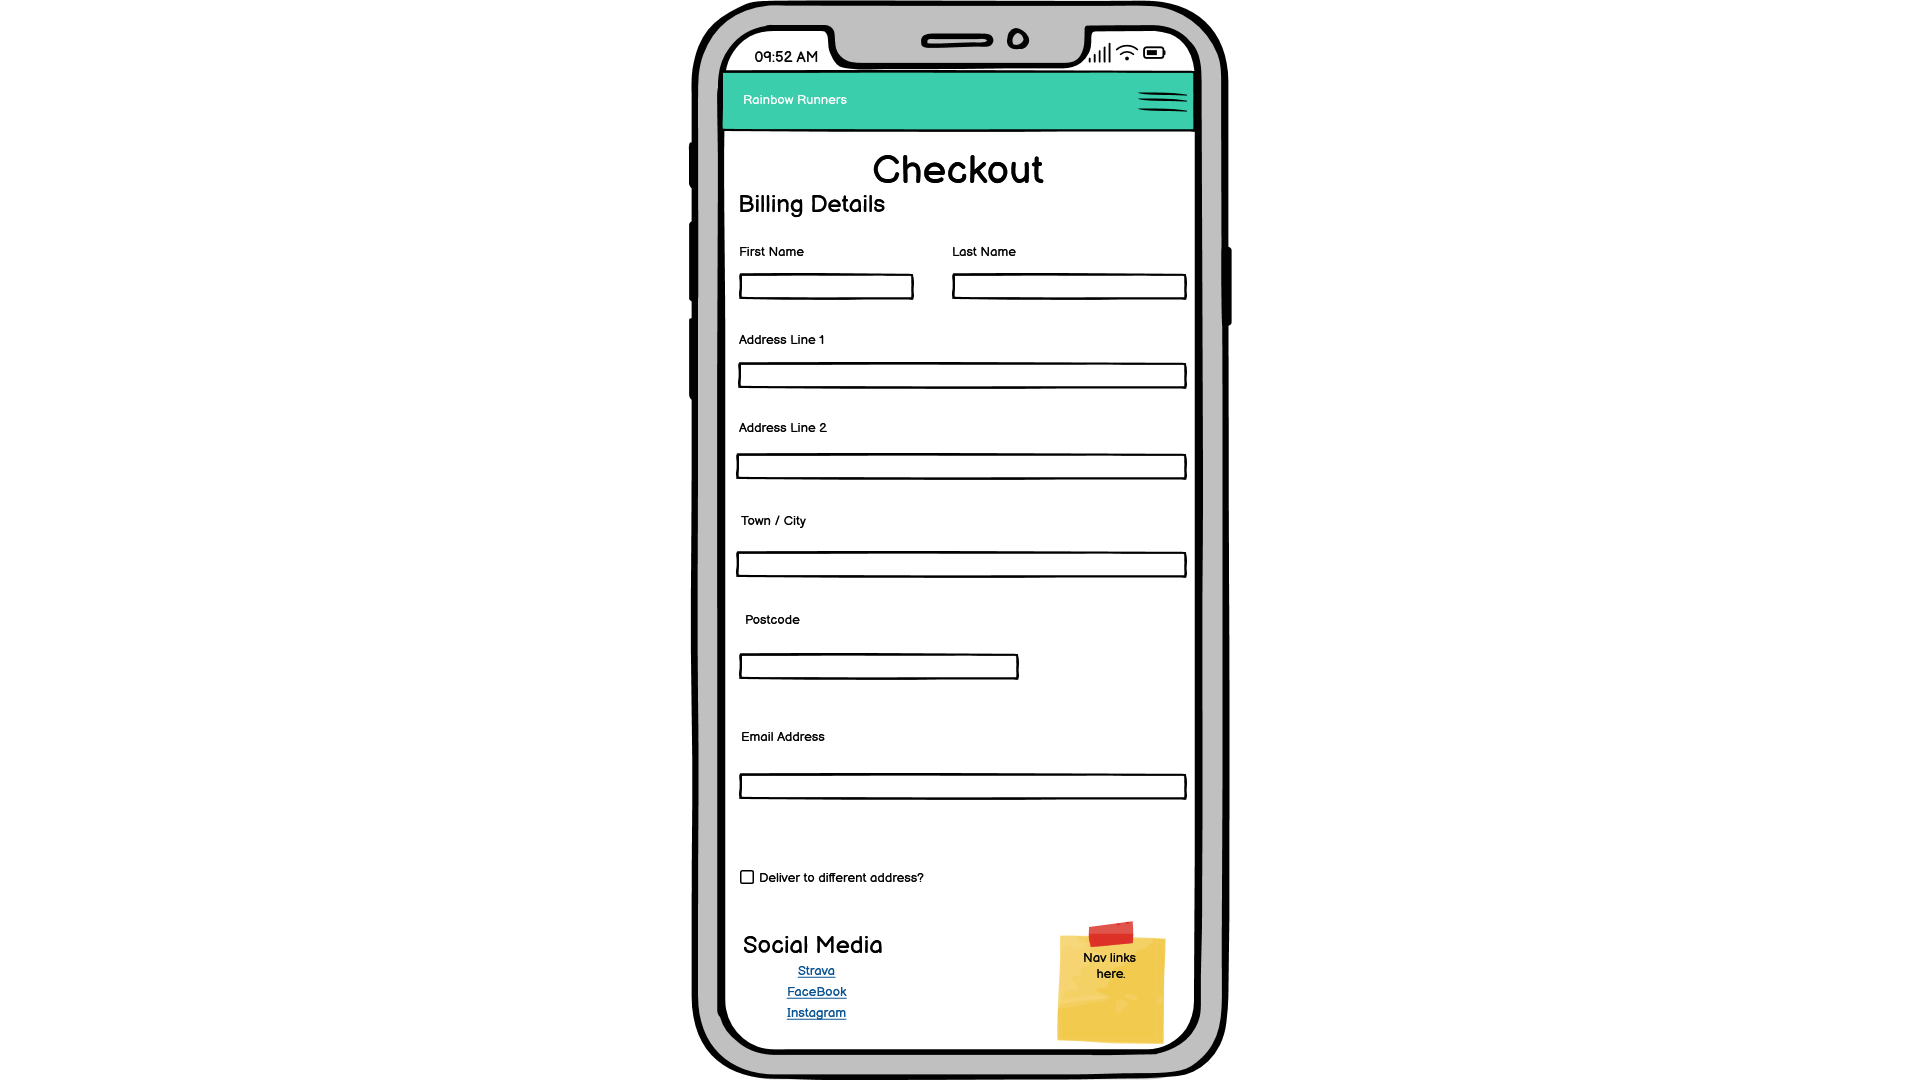 09:52 AM
Rainbow Runners
Checkout
Billing Details
First Name
Last Name
Address Line 1
Address Line 2
Town / City
Postcode
Email Address
Deliver to different address?
Social Media
Strava
FaceBook
Instagram
Nav links
here.